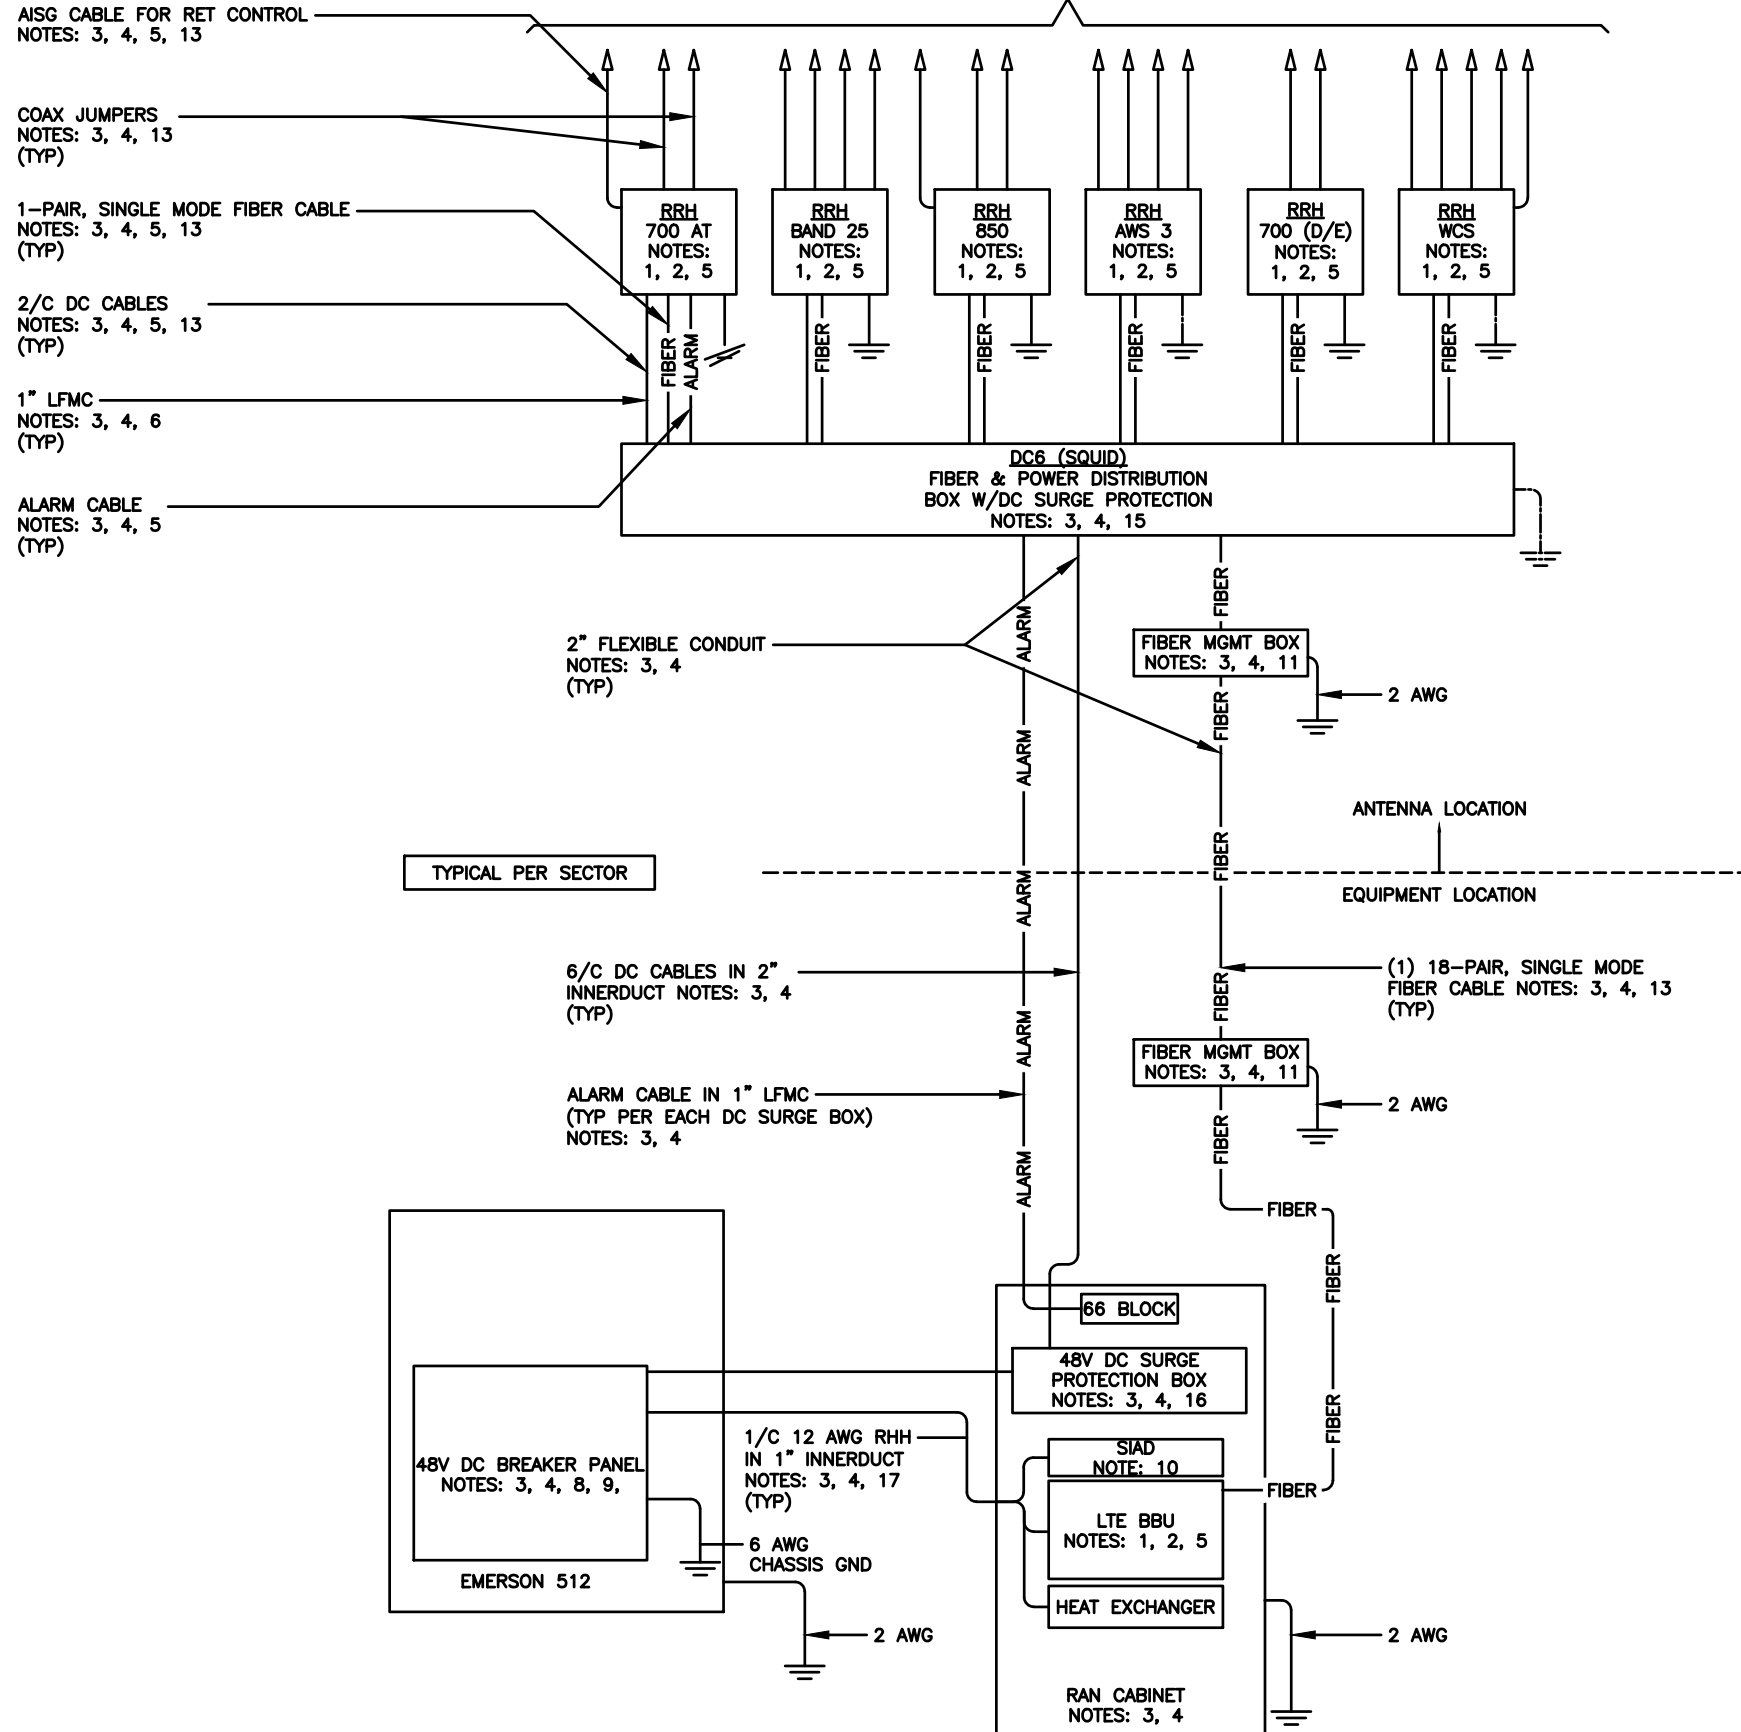 AISG CABLE FOR RET CONTROL
NOTES: 3, 4, 5, 13
COAX JUMPERS
NOTES: 3, 4, 13
(TYP)
1-PAIR, SINGLE MODE FIBER CABLE
NOTES: 3, 4, 5, 13
(TYP)
2/C DC CABLES
NOTES: 3, 4, 5, 13
(TYP)
1" LFMC
NOTES: 3, 4, 6
(TYP)
ALARM CABLE
NOTES: 3, 4, 5
(TYP)
RRH
700 AT
NOTES:
1, 2, 5
RRH
BAND 25
NOTES:
1, 2, 5
RRH
850
NOTES:
1, 2, 5
RRH
AWS 3
NOTES:
1, 2, 5
RRH
700 (D/E)
NOTES:
1, 2, 5
RRH
WCS
NOTES:
1, 2, 5
FIBER
ALARM
FIBER
FIBER
FIBER
FIBER
FIBER
DC6 (SQUID)
FIBER & POWER DISTRIBUTION
BOX W/DC SURGE PROTECTION
NOTES: 3, 4, 15
2" FLEXIBLE CONDUIT
NOTES: 3, 4
(TYP)
ALARM
FIBER
FIBER MGMT BOX
NOTES: 3, 4, 11
2 AWG
FIBER
ALARM
ANTENNA LOCATION
TYPICAL PER SECTOR
FIBER
ALARM
EQUIPMENT LOCATION
6/C DC CABLES IN 2"
INNERDUCT NOTES: 3, 4
(TYP)
(1) 18-PAIR, SINGLE MODE
FIBER CABLE NOTES: 3, 4, 13
(TYP)
FIBER
ALARM
FIBER MGMT BOX
NOTES: 3, 4, 11
2 AWG
ALARM CABLE IN 1" LFMC
(TYP PER EACH DC SURGE BOX)
NOTES: 3, 4
FIBER
ALARM
FIBER
FIBER
66 BLOCK
48V DC SURGE
PROTECTION BOX
NOTES: 3, 4, 16
FIBER
1/C 12 AWG RHH
IN 1" INNERDUCT
NOTES: 3, 4, 17
(TYP)
SIAD
NOTE: 10
48V DC BREAKER PANEL
NOTES: 3, 4, 8, 9,
FIBER
LTE BBU
NOTES: 1, 2, 5
6 AWG
CHASSIS GND
EMERSON 512
HEAT EXCHANGER
2 AWG
2 AWG
RAN CABINET
NOTES: 3, 4